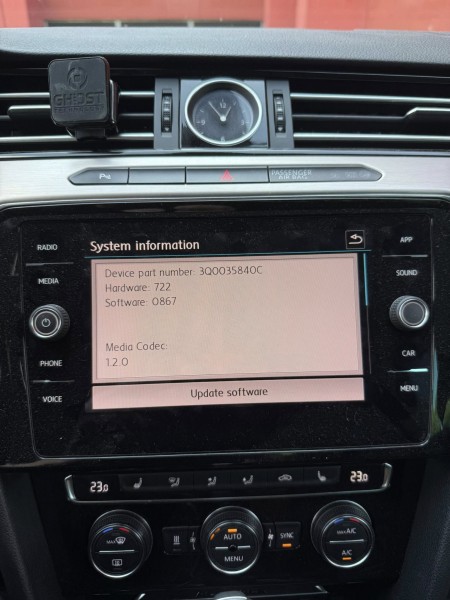 GHOST
P
PASSENGER
AIR BAG
RADIO
System information
APP
MEDIA
Device part number: 3Q0035840C
SOUND
Hardware: 722
Software: 0867
PHONE
Media Codec:
CAR
1.2.0
VOICE
Update software
MENU
23.0
23.0
MAX
AUTO
SYNC
MAX A/C
MENU
A/C